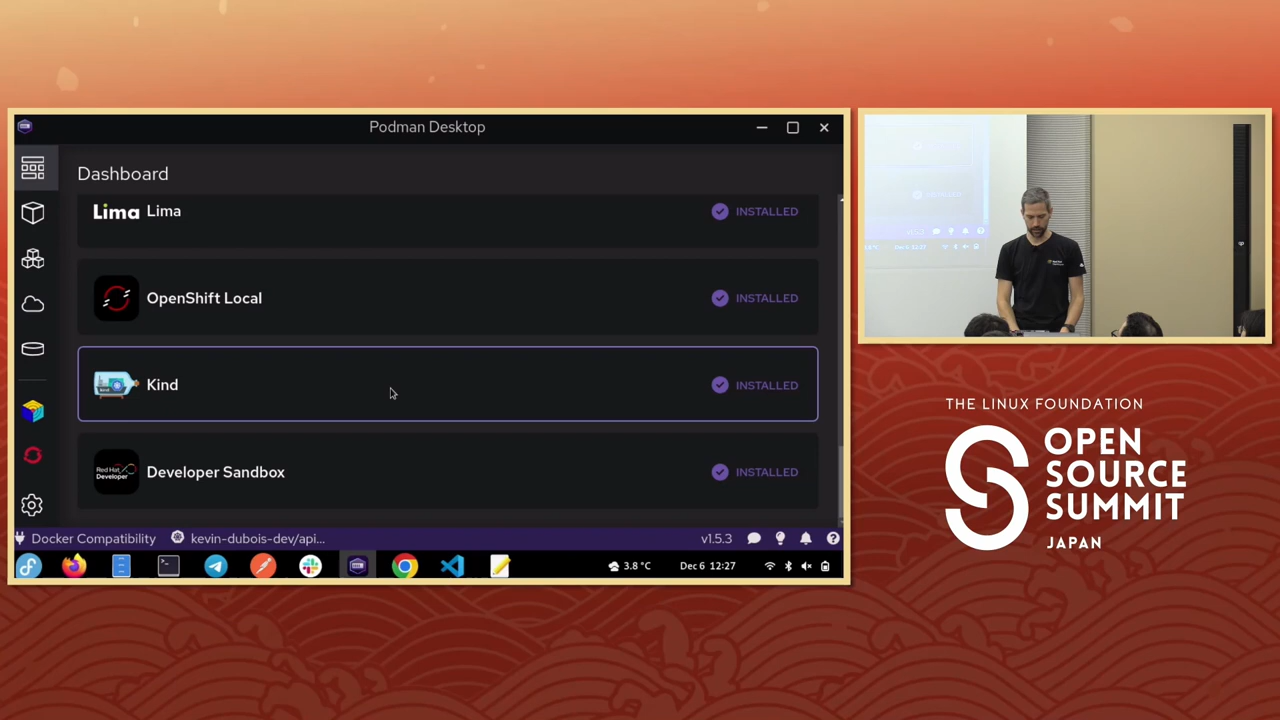 Podman Desktop
Dashboard
Lima Lima
INSTALLED
OpenShift Local
INSTALLED
Kind
INSTALLED
Red Hat
Developer
Developer Sandbox
INSTALLED
Docker Compatibility
kevin-dubois-dev/api...
v1.5.3
3.8 °C
Dec 6 12:27
THE LINUX FOUNDATION
OPEN
SOURCE
SUMMIT
JAPAN